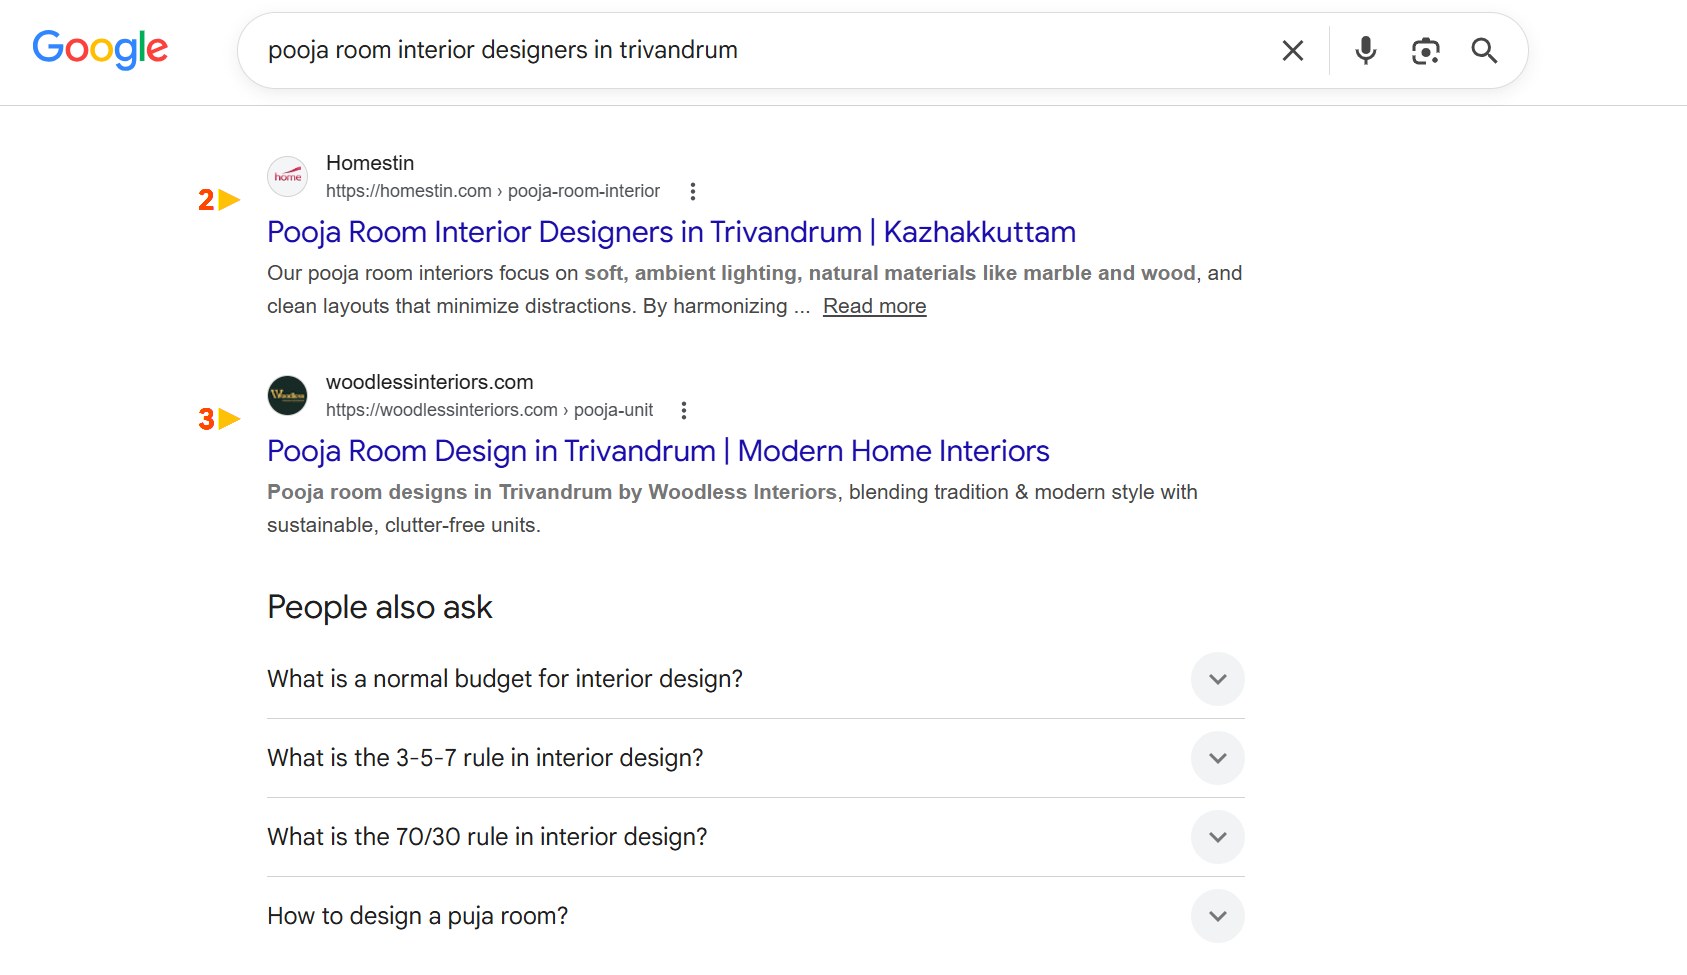 Google
pooja room interior designers in trivandrum
2
home
Homestin
https://homestin.com › pooja-room-interior
Pooja Room Interior Designers in Trivandrum | Kazhakkuttam
Our pooja room interiors focus on soft, ambient lighting, natural materials like marble and wood, and
clean layouts that minimize distractions. By harmonizing ... Read more
3
Woodless
woodlessinteriors.com
https://woodlessinteriors.com › pooja-unit
Pooja Room Design in Trivandrum | Modern Home Interiors
Pooja room designs in Trivandrum by Woodless Interiors, blending tradition & modern style with
sustainable, clutter-free units.
People also ask
What is a normal budget for interior design?
What is the 3-5-7 rule in interior design?
What is the 70/30 rule in interior design?
How to design a puja room?